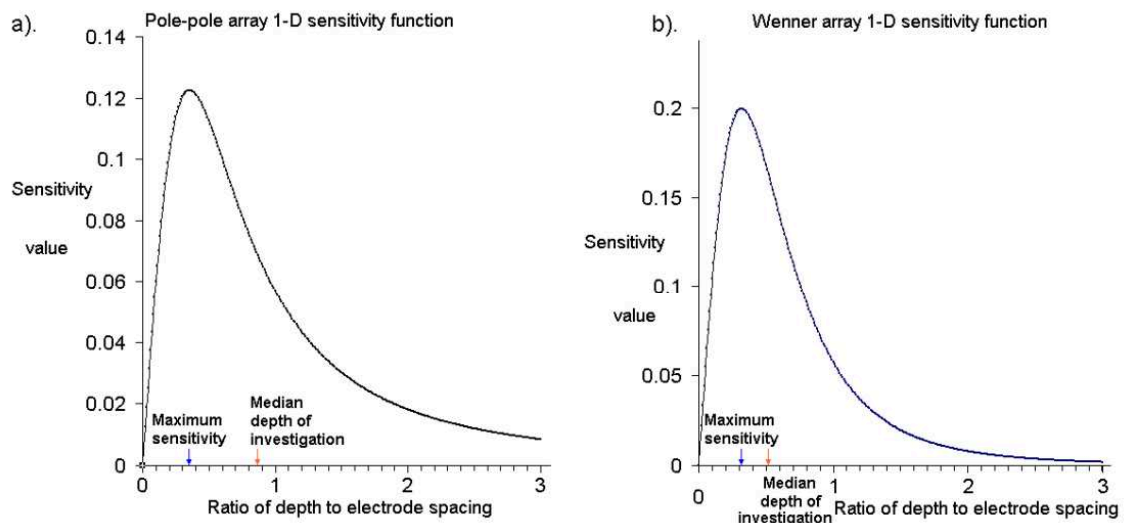 a).
Pole-pole array 1-D sensitivity function
0.14
0.12
0.1
Sensitivity
0.08
value
0.06
0.04
0.02
0
Maximum
sensitivity
Median
depth of
investigation
0
1
2
3
Ratio of depth to electrode spacing
b).
Wenner array 1-D sensitivity function
0.2
0.15
Sensitivity
0.1
value
0.05
0
Maximum
sensitivity
0
1
2
3
Median
depth of
investigation
Ratio of depth to electrode spacing